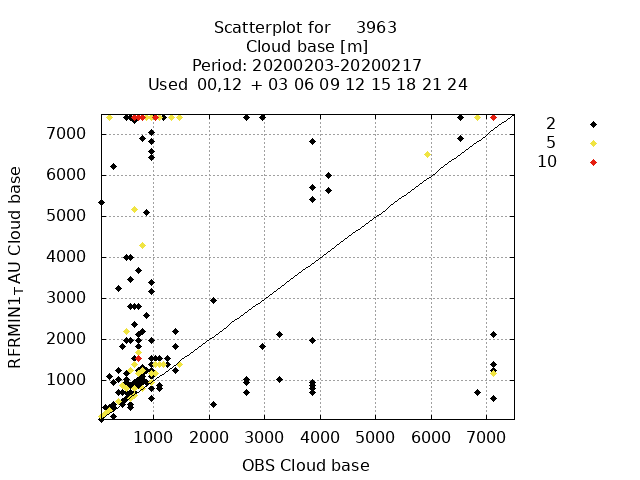 Scatterplot for 3963
Cloud base [m]
Period: 20200203-20200217
Used 00,12 + 03 06 09 12 15 18 21 24
2
5
10
RFRMIN1_T AU Cloud base
7000
6000
5000
4000
3000
2000
1000
1000 2000 3000 4000 5000 6000 7000
OBS Cloud base